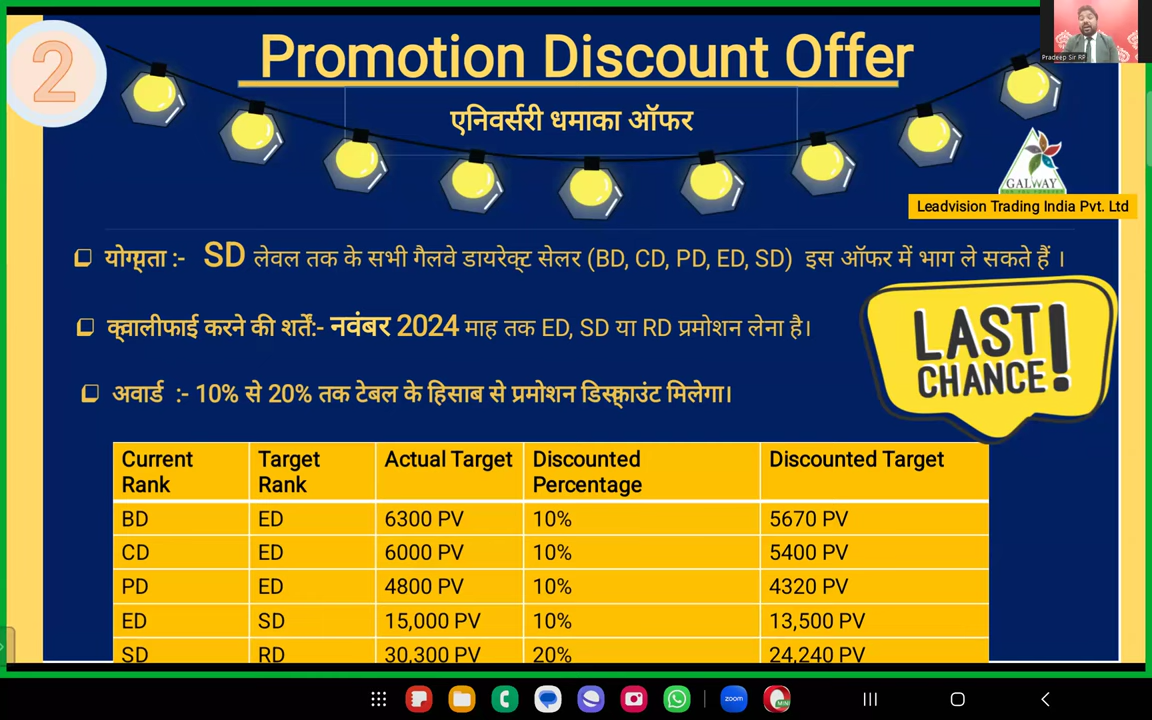 2
Promotion Discount Offer
Pradeep Sir RP
एनिवर्सरी धमाका ऑफर
GALWAY
Leadvision Trading India Pvt. Ltd
योग्यता :- SD लेवल तक के सभी गैलवे डायरेक्ट सेलर (BD, CD, PD, ED, SD) इस ऑफर में भाग ले सकते हैं ।
क्वालीफाई करने की शर्तें:- नवंबर 2024 माह तक ED, SD या RD प्रमोशन लेना है।
LAST
CHANCE!
अवार्ड :- 10% से 20% तक टेबल के हिसाब से प्रमोशन डिस्काउंट मिलेगा।
Current Rank Target Rank Actual Target Discounted Percentage Discounted Target
BD ED 6300 PV 10% 5670 PV
CD ED 6000 PV 10% 5400 PV
PD ED 4800 PV 10% 4320 PV
ED SD 15,000 PV 10% 13,500 PV
SD RD 30,300 PV 20% 24,240 PV
zoom
MINI